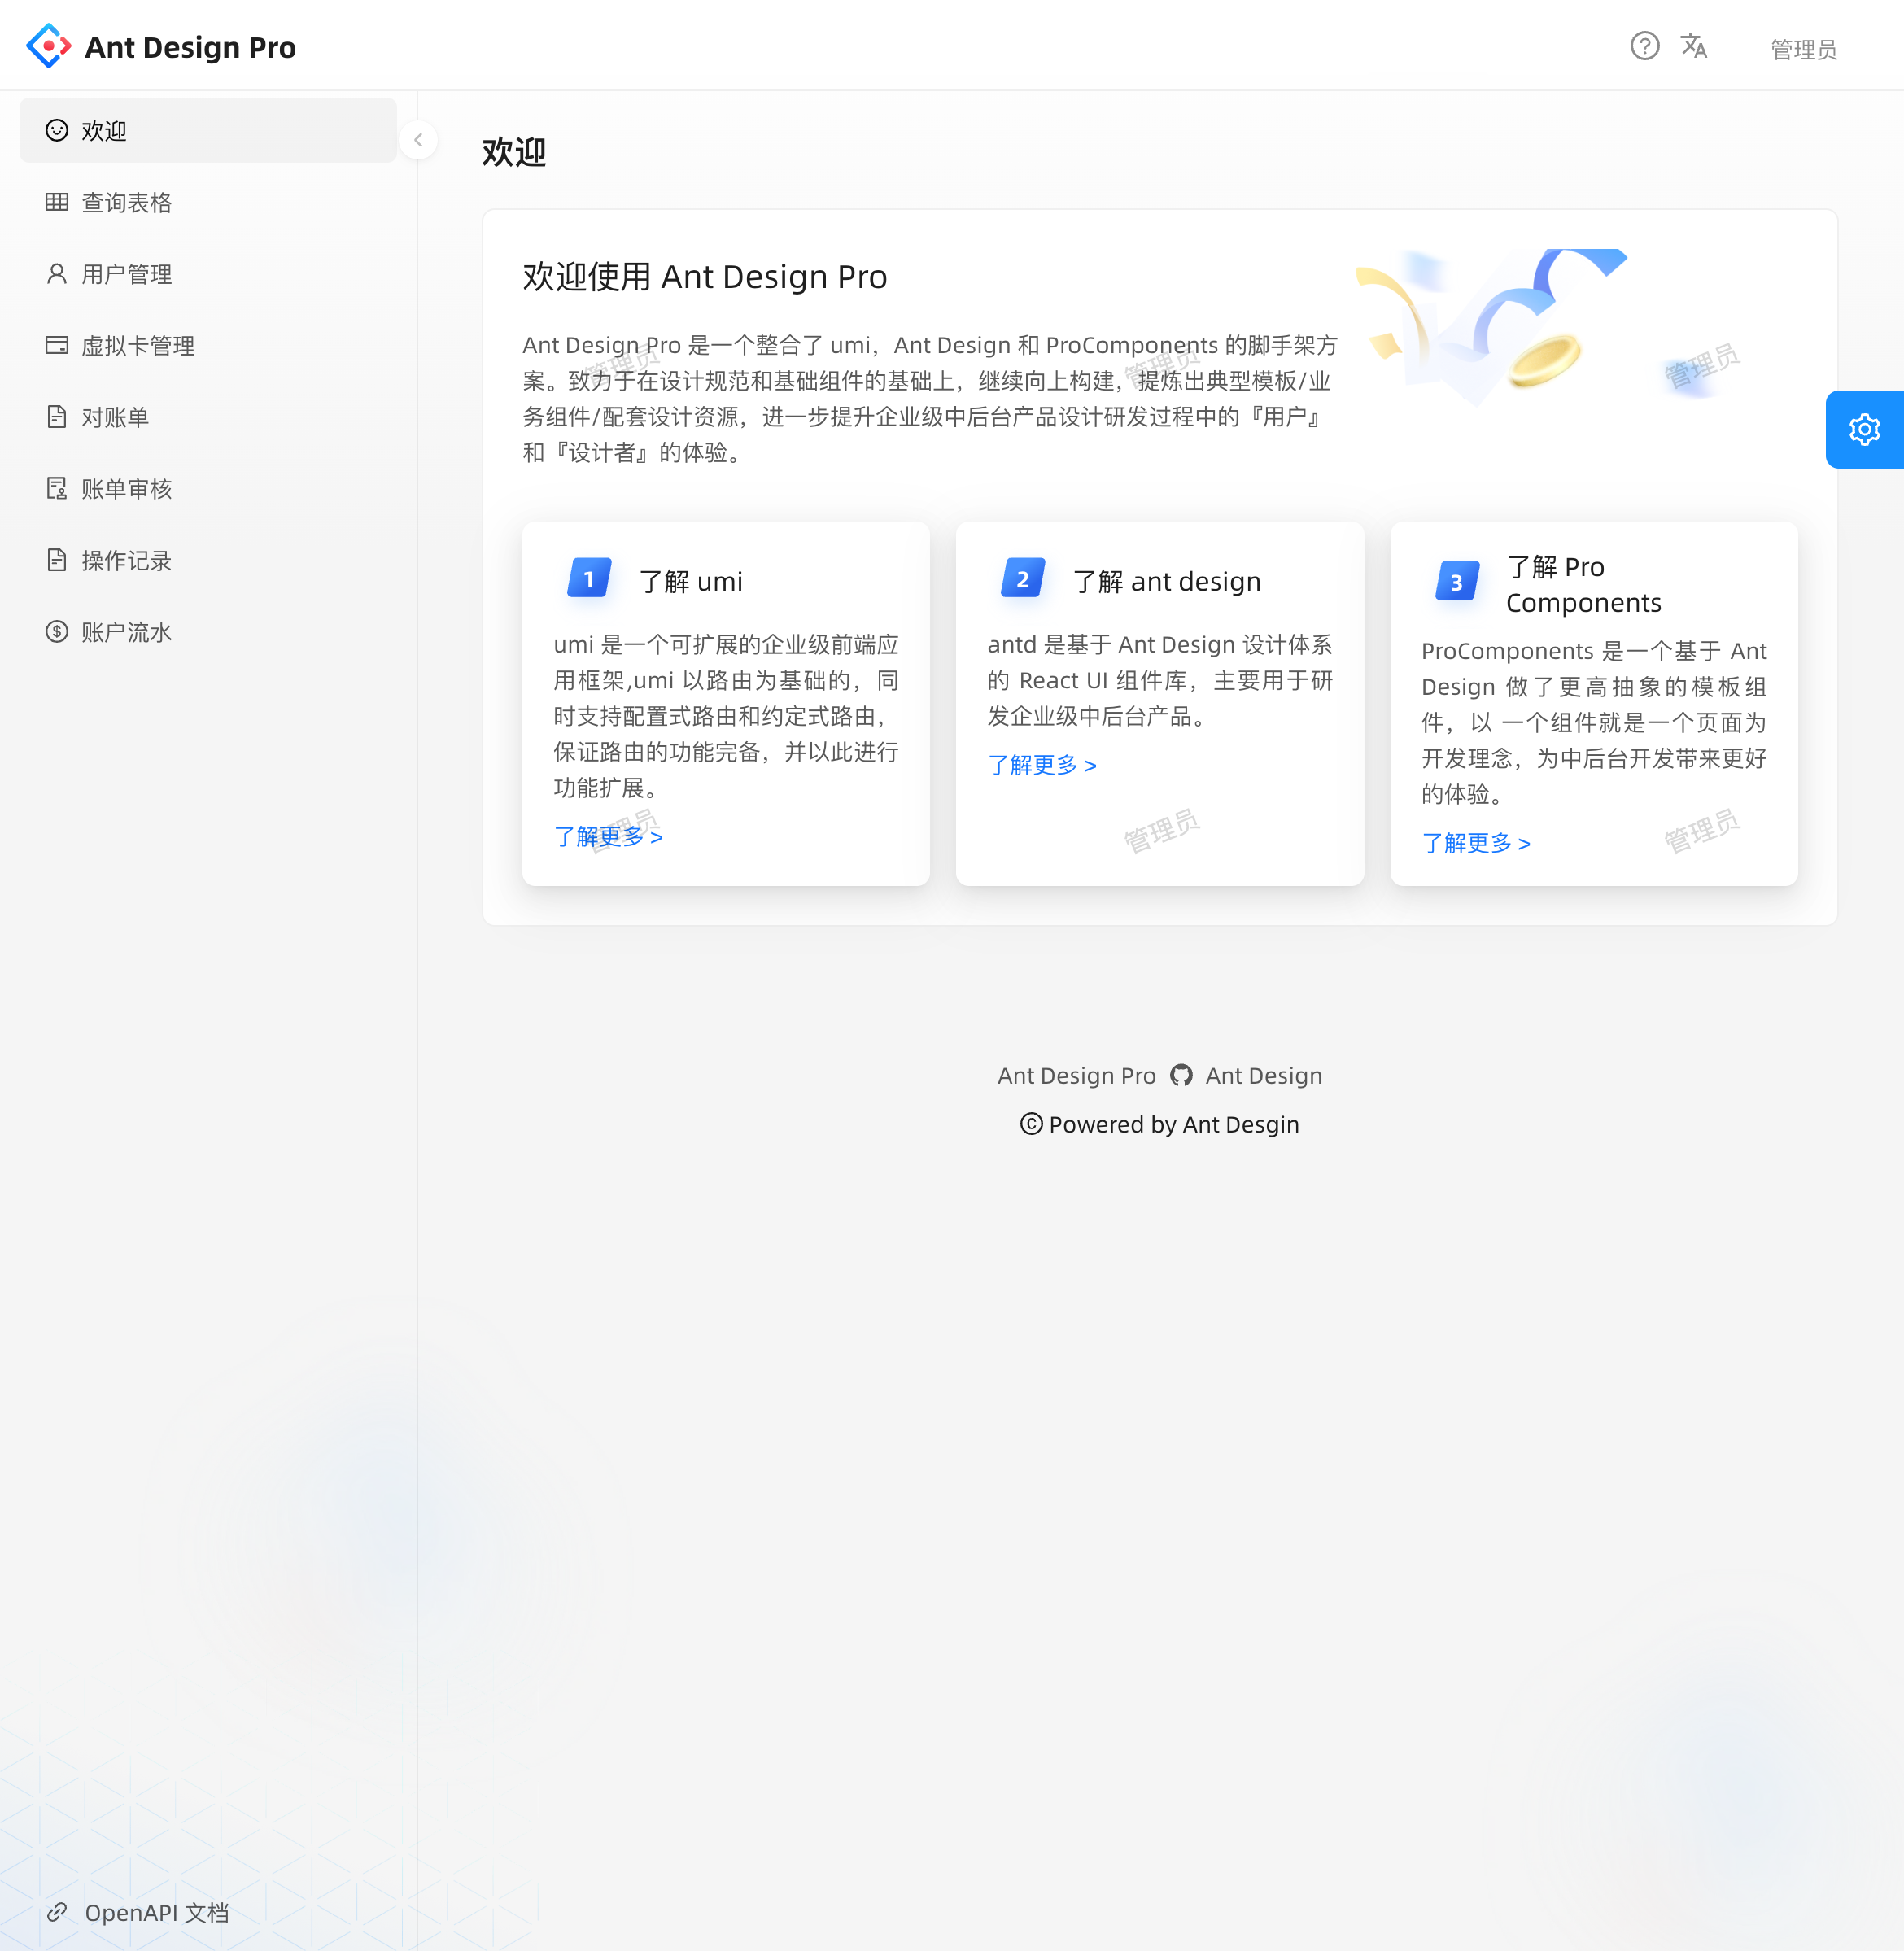 Ant Design Pro
管理员
欢迎
查询表格
用户管理
虚拟卡管理
对账单
账单审核
操作记录
账户流水
OpenAPI 文档
欢迎
欢迎使用 Ant Design Pro
Ant Design Pro 是一个整合了 umi，Ant Design 和 ProComponents 的脚手架方
案。致力于在设计规范和基础组件的基础上，继续向上构建，提炼出典型模板/业
务组件/配套设计资源，进一步提升企业级中后台产品设计研发过程中的『用户』
和『设计者』的体验。
管理员
管理员
管理员
1
了解 umi
umi 是一个可扩展的企业级前端应
用框架,umi 以路由为基础的，同
时支持配置式路由和约定式路由，
保证路由的功能完备，并以此进行
功能扩展。
了解更多 >
管理员
2
了解 ant design
antd 是基于 Ant Design 设计体系
的 React UI 组件库，主要用于研
发企业级中后台产品。
了解更多 >
管理员
3
了解 Pro
Components
ProComponents 是一个基于 Ant
Design 做了更高抽象的模板组
件，以 一个组件就是一个页面为
开发理念，为中后台开发带来更好
的体验。
了解更多 >
管理员
Ant Design Pro Ant Design
© Powered by Ant Desgin